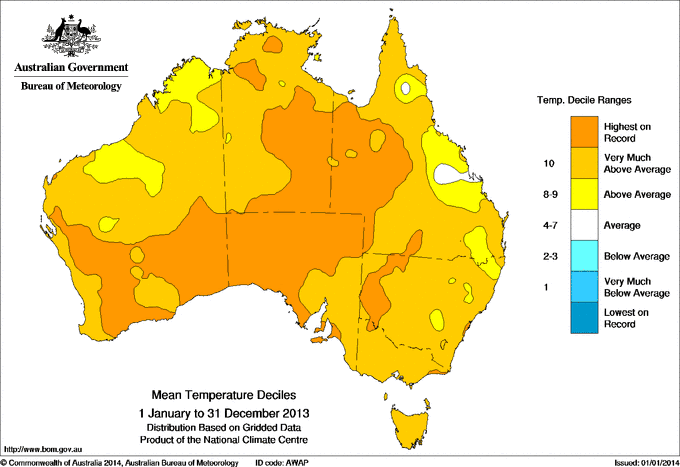 Australian Government
Bureau of Meteorology
Temp. Decile Ranges
Highest on
Record
10
Very Much
Above Average
8-9
Above Average
4-7
Average
2-3
Below Average
1
Very Much
Below Average
Lowest on
Record
Mean Temperature Deciles
1 January to 31 December 2013
Distribution Based on Gridded Data
Product of the National Climate Centre
http://www.bom.gov.au
© Commonwealth of Australia 2014, Australian Bureau of Meteorology
ID code: AWAP
Issued: 01/01/2014